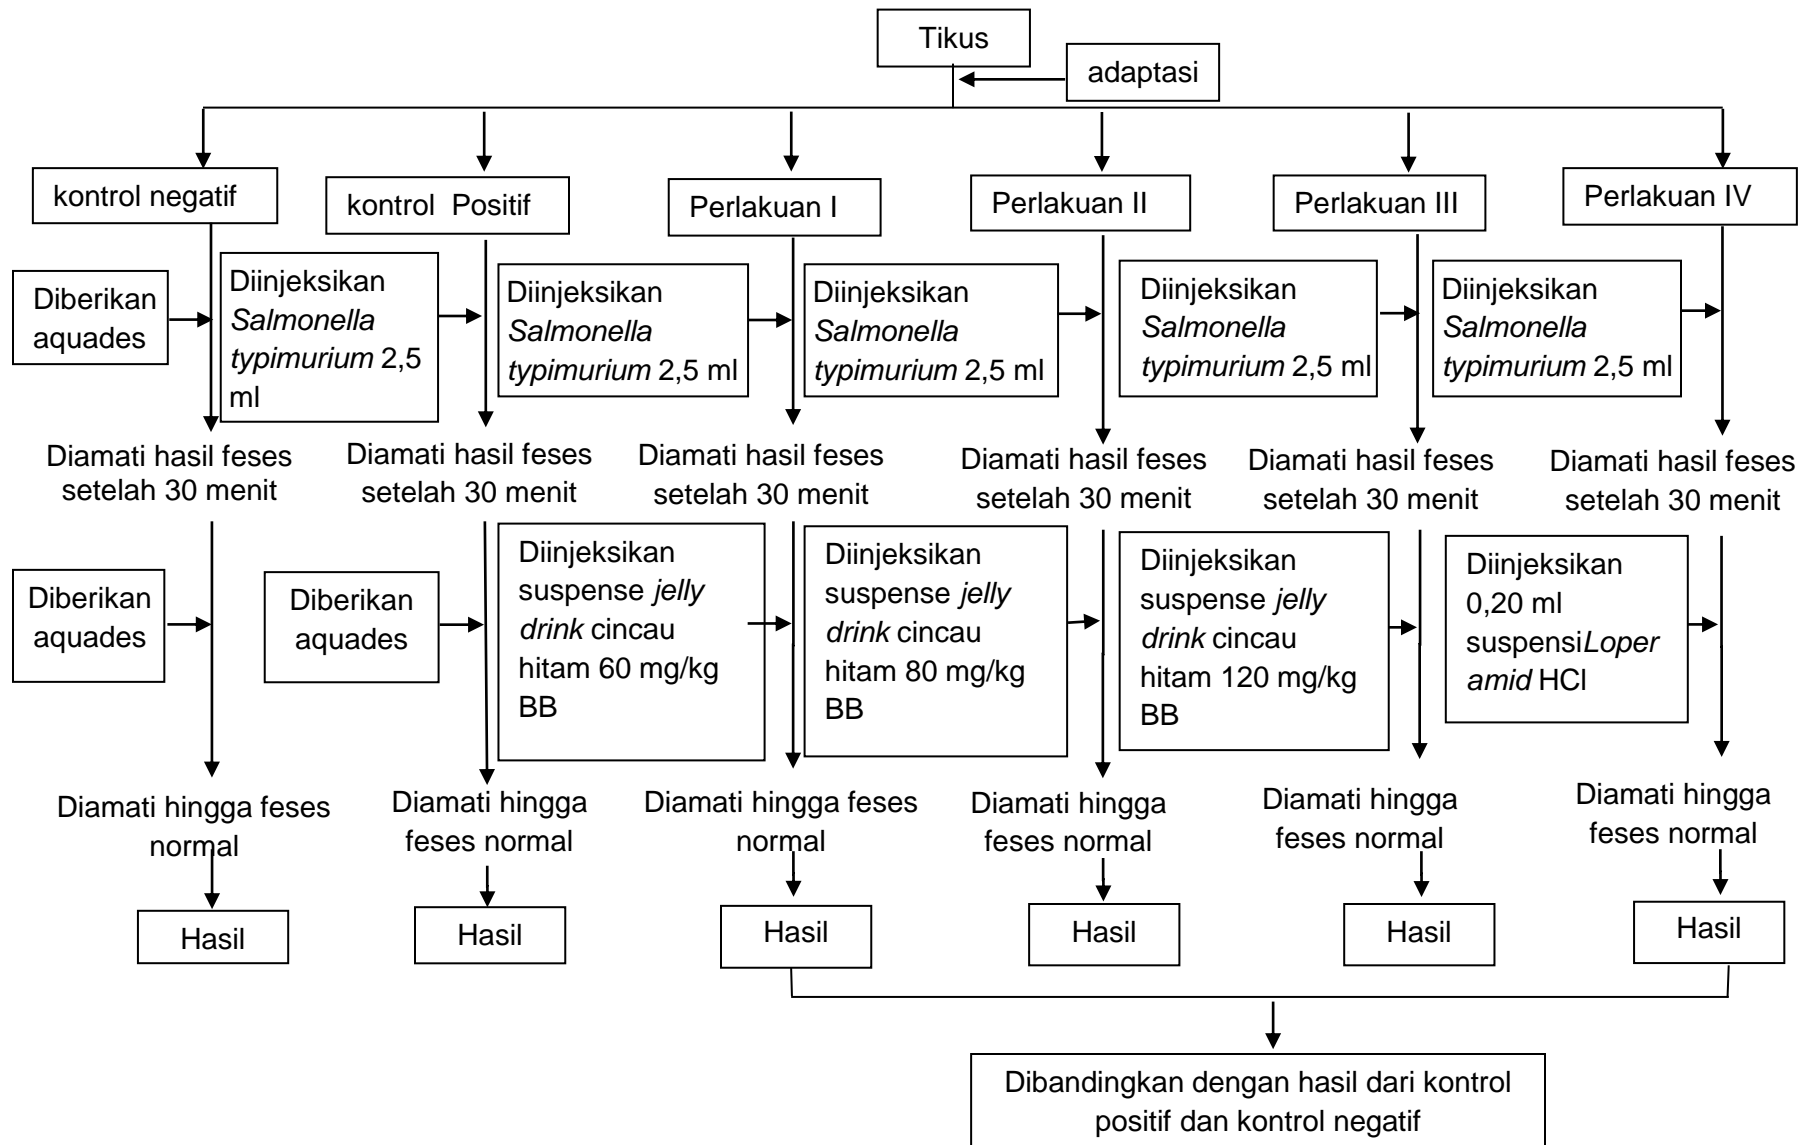 Tikus
adaptasi
kontrol negatif
kontrol Positif
Perlakuan I
Perlakuan II
Perlakuan III
Perlakuan IV
Diberikan
aquades
Diinjeksikan
Salmonella
typimurium 2,5
ml
Diinjeksikan
Salmonella
typimurium 2,5 ml
Diinjeksikan
Salmonella
typimurium 2,5 ml
Diinjeksikan
Salmonella
typimurium 2,5 ml
Diinjeksikan
Salmonella
typimurium 2,5 ml
Diamati hasil feses
setelah 30 menit
Diamati hasil feses
setelah 30 menit
Diamati hasil feses
setelah 30 menit
Diamati hasil feses
setelah 30 menit
Diamati hasil feses
setelah 30 menit
Diamati hasil feses
setelah 30 menit
Diberikan
aquades
Diberikan
aquades
Diinjeksikan
suspense jelly
drink cincau
hitam 60 mg/kg
BB
Diinjeksikan
suspense jelly
drink cincau
hitam 80 mg/kg
BB
Diinjeksikan
suspense jelly
drink cincau
hitam 120 mg/kg
BB
Diinjeksikan
0,20 ml
suspensiLoper
amid HCl
Diamati hingga feses
normal
Diamati hingga
feses normal
Diamati hingga feses
normal
Diamati hingga
feses normal
Diamati hingga
feses normal
Diamati hingga
feses normal
Hasil
Hasil
Hasil
Hasil
Hasil
Hasil
Dibandingkan dengan hasil dari kontrol
positif dan kontrol negatif